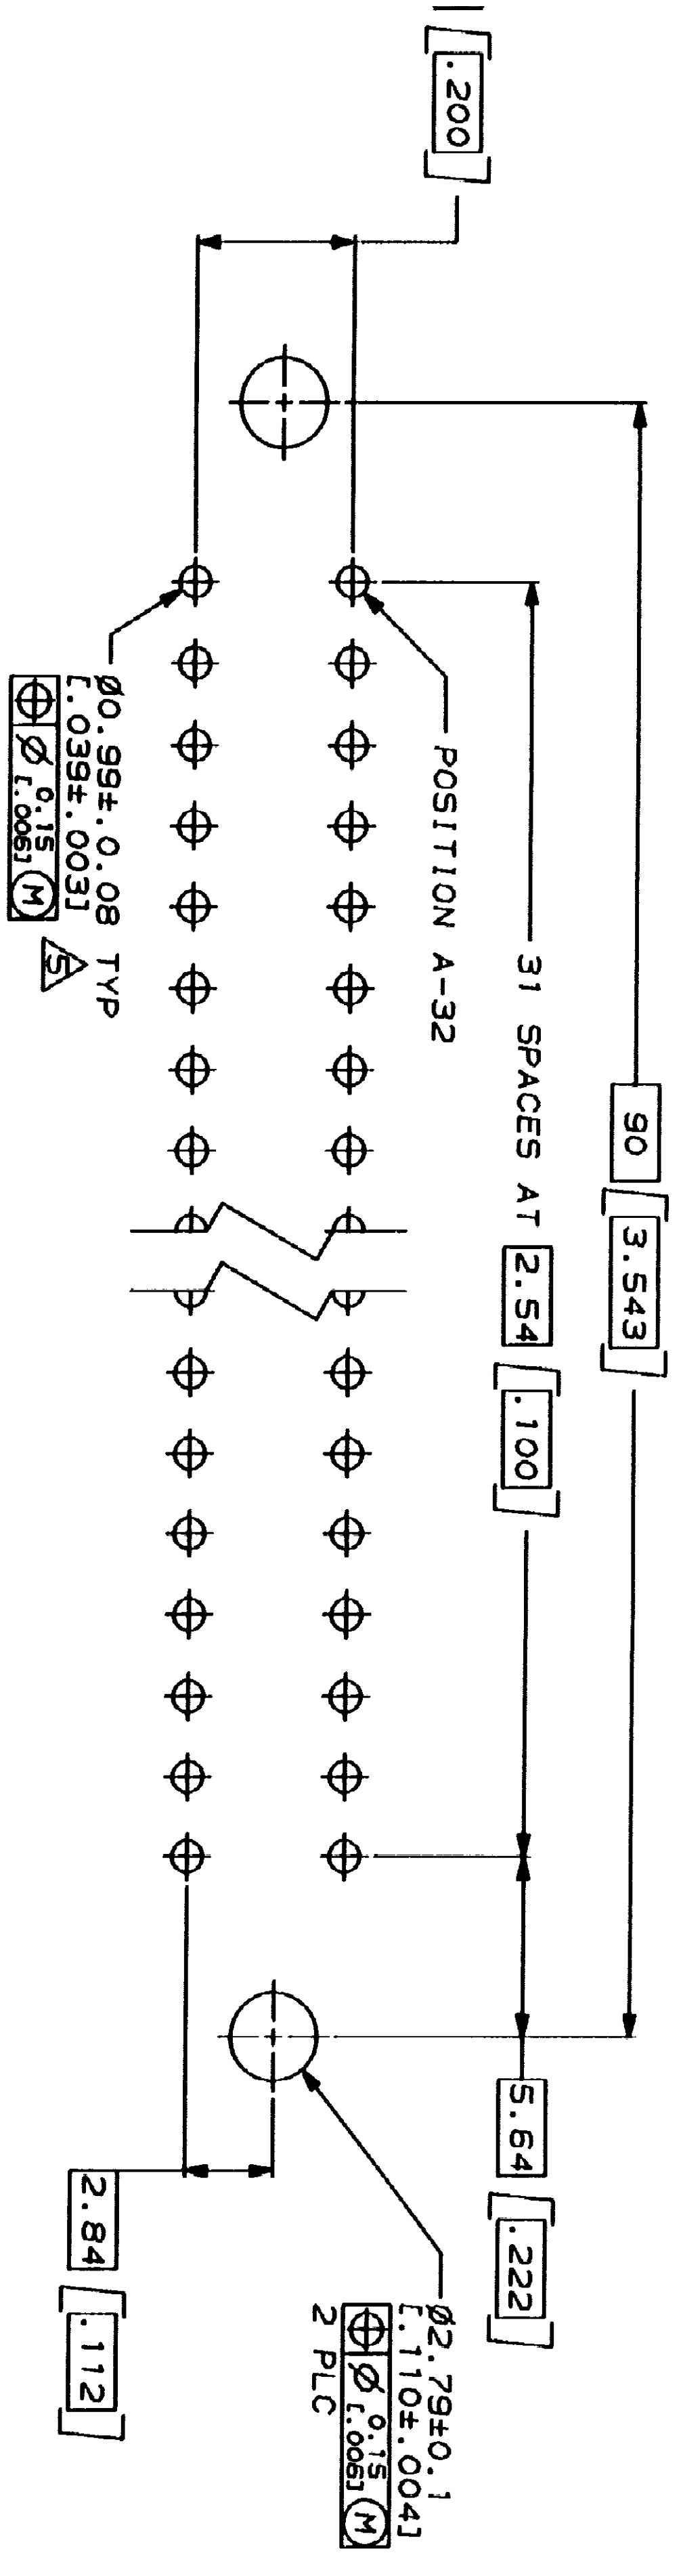 [.200]
90 [3.543]
31 SPACES AT 2.54 [.100]
5.64 [.222]
POSITION A-32
Ø0.99±.0.08 TYP
[.039±.003]
Ø 0.15 Ⓜ
[.006]
5
Ø2.79±0.1
[.110±.004]
Ø 0.15 Ⓜ
[.006]
2 PLC
2.84 [.112]